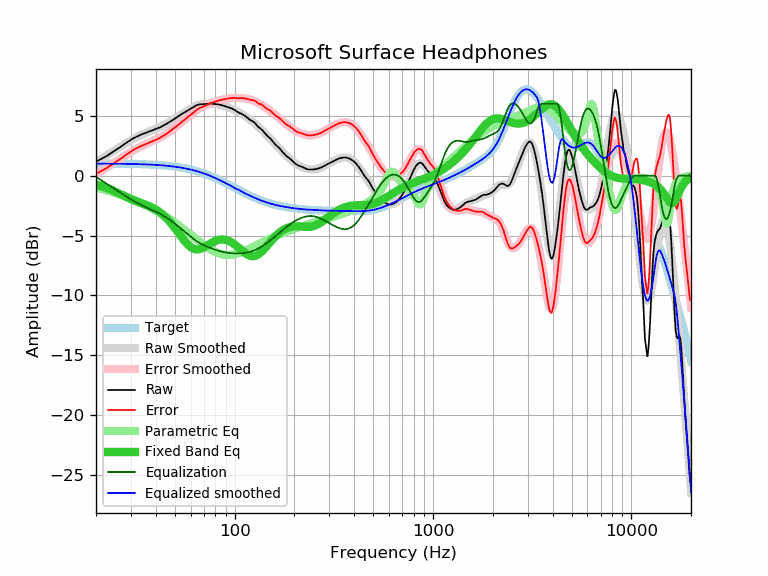 Microsoft Surface Headphones
5
0
−5
−10
−15
−20
−25
Amplitude (dBr)
Target
Raw Smoothed
Error Smoothed
Raw
Error
Parametric Eq
Fixed Band Eq
Equalization
Equalized smoothed
100 1000 10000
Frequency (Hz)